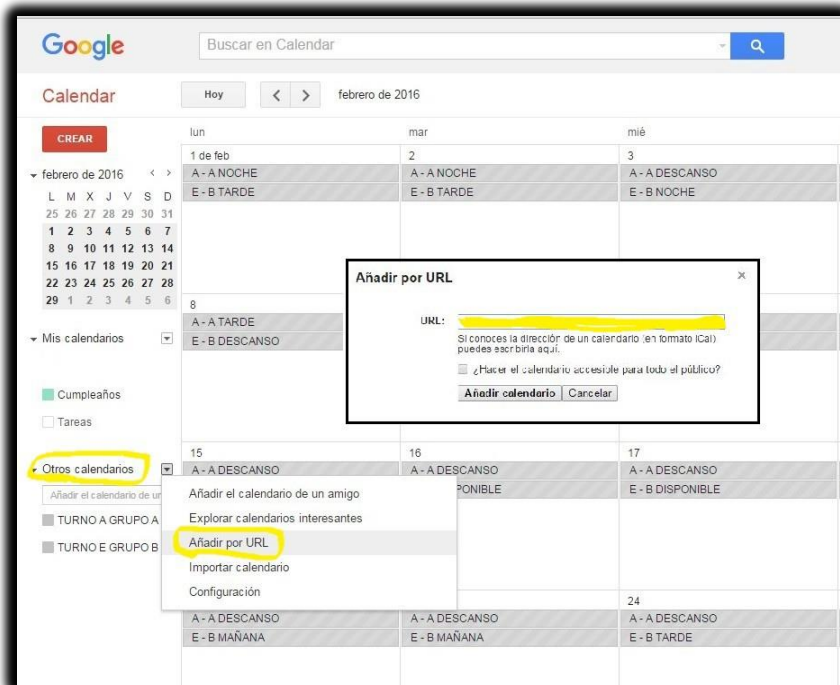 Google
Buscar en Calendar
Calendar
Hoy
febrero de 2016
CREAR
febrero de 2016
L M X J V S D
25 26 27 28 29 30 31
1 2 3 4 5 6 7
8 9 10 11 12 13 14
15 16 17 18 19 20 21
22 23 24 25 26 27 28
29 1 2 3 4 5 6
Mis calendarios
Cumpleaños
Tareas
Otros calendarios
Añadir el calendario de un
TURNO A GRUPO A
TURNO E GRUPO B
lun mar mié
1 de feb 2 3
A - A NOCHE A - A NOCHE A - A DESCANSO
E - B TARDE E - B TARDE E - B NOCHE
8
A - A TARDE
E - B DESCANSO
Añadir por URL
URL:
Si conoces la dirección de un calendario (en formato iCal)
puedes escribirla aquí.
¿Hacer el calendario accesible para todo el público?
Añadir calendario Cancelar
15 16 17
A - A DESCANSO A - A DESCANSO A - A DESCANSO
PONIBLE E - B DISPONIBLE
Añadir el calendario de un amigo
Explorar calendarios interesantes
Añadir por URL
Importar calendario
Configuración
24
A - A DESCANSO A - A DESCANSO A - A DESCANSO
E - B MAÑANA E - B MAÑANA E - B TARDE